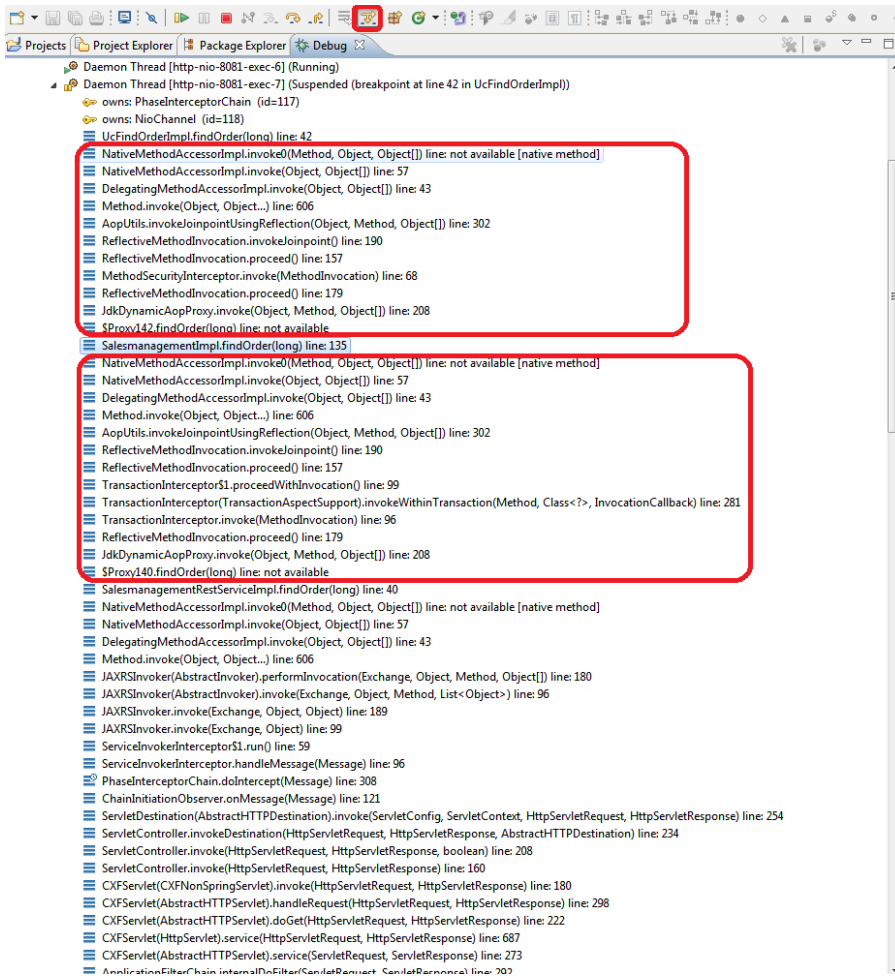 Projects Project Explorer Package Explorer Debug
Daemon Thread [http-nio-8081-exec-6] (Running)
Daemon Thread [http-nio-8081-exec-7] (Suspended (breakpoint at line 42 in UcFindOrderImpl))
owns: PhaseInterceptorChain (id=117)
owns: NioChannel (id=118)
UcFindOrderImpl.findOrder(long) line: 42
NativeMethodAccessorImpl.invoke0(Method, Object, Object[]) line: not available [native method]
NativeMethodAccessorImpl.invoke(Object, Object[]) line: 57
DelegatingMethodAccessorImpl.invoke(Object, Object[]) line: 43
Method.invoke(Object, Object...) line: 606
AopUtils.invokeJoinpointUsingReflection(Object, Method, Object[]) line: 302
ReflectiveMethodInvocation.invokeJoinpoint() line: 190
ReflectiveMethodInvocation.proceed() line: 157
MethodSecurityInterceptor.invoke(MethodInvocation) line: 68
ReflectiveMethodInvocation.proceed() line: 179
JdkDynamicAopProxy.invoke(Object, Method, Object[]) line: 208
$Proxy142.findOrder(long) line: not available
SalesmanagementImpl.findOrder(long) line: 135
NativeMethodAccessorImpl.invoke0(Method, Object, Object[]) line: not available [native method]
NativeMethodAccessorImpl.invoke(Object, Object[]) line: 57
DelegatingMethodAccessorImpl.invoke(Object, Object[]) line: 43
Method.invoke(Object, Object...) line: 606
AopUtils.invokeJoinpointUsingReflection(Object, Method, Object[]) line: 302
ReflectiveMethodInvocation.invokeJoinpoint() line: 190
ReflectiveMethodInvocation.proceed() line: 157
TransactionInterceptor$1.proceedWithInvocation() line: 99
TransactionInterceptor(TransactionAspectSupport).invokeWithinTransaction(Method, Class<?>, InvocationCallback) line: 281
TransactionInterceptor.invoke(MethodInvocation) line: 96
ReflectiveMethodInvocation.proceed() line: 179
JdkDynamicAopProxy.invoke(Object, Method, Object[]) line: 208
$Proxy140.findOrder(long) line: not available
SalesmanagementRestServiceImpl.findOrder(long) line: 40
NativeMethodAccessorImpl.invoke0(Method, Object, Object[]) line: not available [native method]
NativeMethodAccessorImpl.invoke(Object, Object[]) line: 57
DelegatingMethodAccessorImpl.invoke(Object, Object[]) line: 43
Method.invoke(Object, Object...) line: 606
JAXRSInvoker(AbstractInvoker).performInvocation(Exchange, Object, Method, Object[]) line: 180
JAXRSInvoker(AbstractInvoker).invoke(Exchange, Object, Method, List<Object>) line: 96
JAXRSInvoker.invoke(Exchange, Object, Object) line: 189
JAXRSInvoker.invoke(Exchange, Object) line: 99
ServiceInvokerInterceptor$1.run() line: 59
ServiceInvokerInterceptor.handleMessage(Message) line: 96
PhaseInterceptorChain.doIntercept(Message) line: 308
ChainInitiationObserver.onMessage(Message) line: 121
ServletDestination(AbstractHTTPDestination).invoke(ServletConfig, ServletContext, HttpServletRequest, HttpServletResponse) line: 254
ServletController.invokeDestination(HttpServletRequest, HttpServletResponse, AbstractHTTPDestination) line: 234
ServletController.invoke(HttpServletRequest, HttpServletResponse, boolean) line: 208
ServletController.invoke(HttpServletRequest, HttpServletResponse) line: 160
CXFServlet(CXFNonSpringServlet).invoke(HttpServletRequest, HttpServletResponse) line: 180
CXFServlet(AbstractHTTPServlet).handleRequest(HttpServletRequest, HttpServletResponse) line: 298
CXFServlet(AbstractHTTPServlet).doGet(HttpServletRequest, HttpServletResponse) line: 222
CXFServlet(HttpServlet).service(HttpServletRequest, HttpServletResponse) line: 687
CXFServlet(AbstractHTTPServlet).service(ServletRequest, ServletResponse) line: 273
ApplicationFilterChain.internalDoFilter(ServletRequest, ServletResponse) line: 292